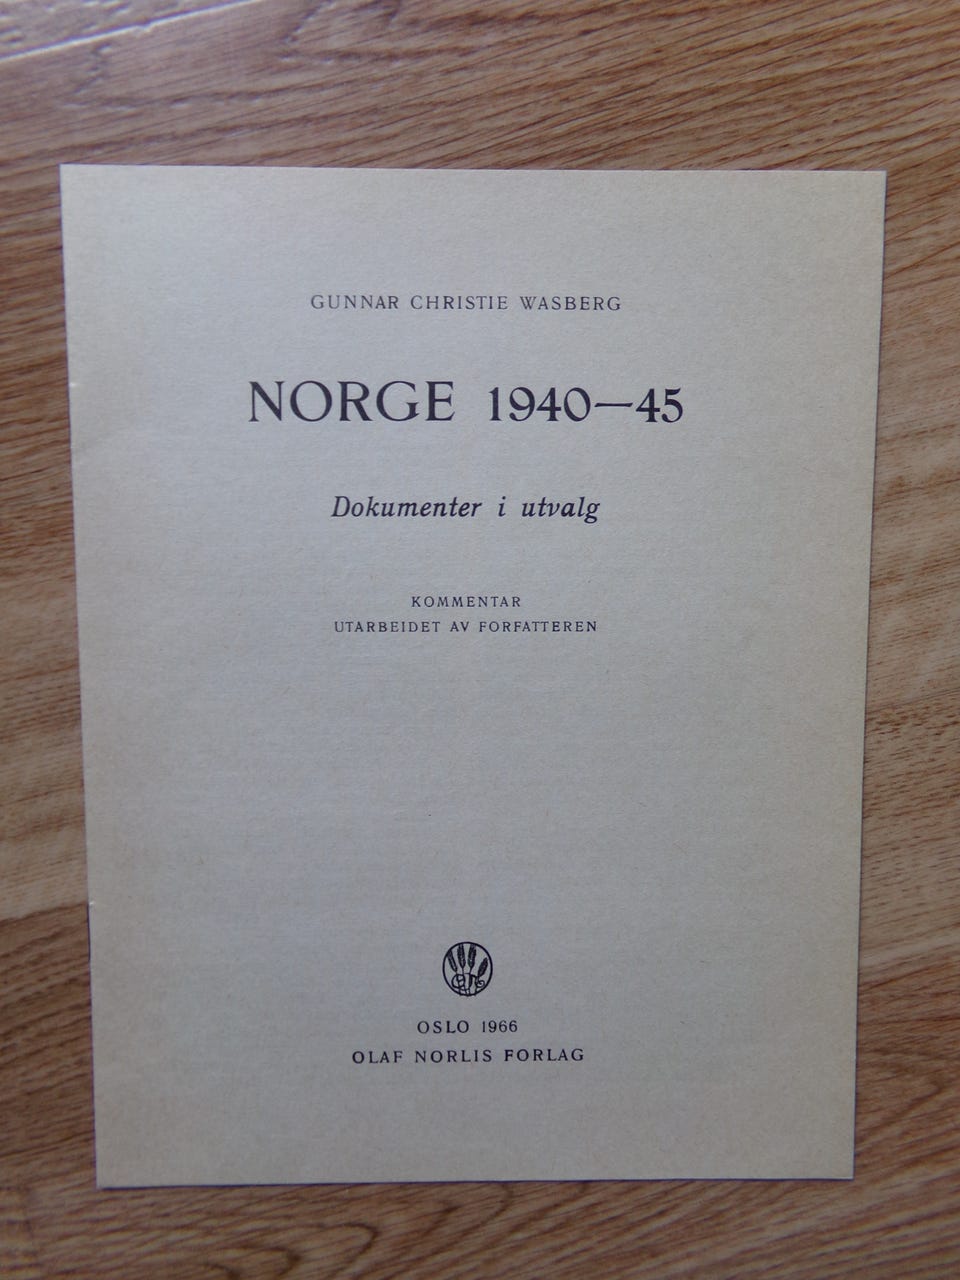 GUNNAR CHRISTIE WASBERG
NORGE 1940—45
Dokumenter i utvalg
KOMMENTAR
UTARBEIDET AV FORFATTEREN
OSLO 1966
OLAF NORLIS FORLAG